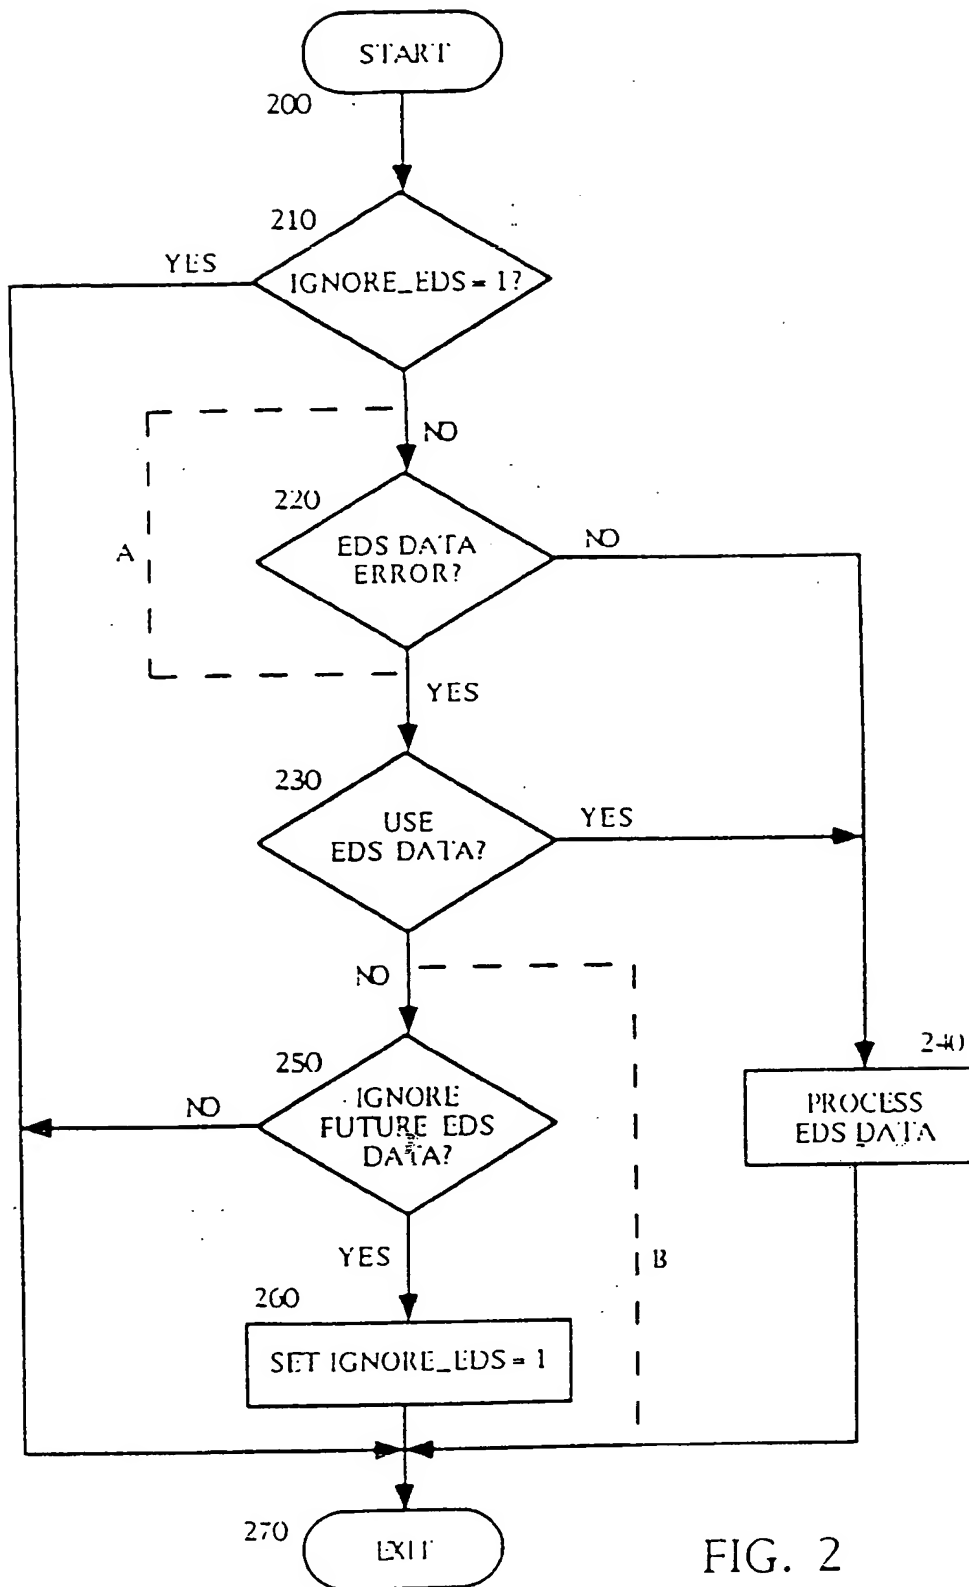 START
200
210
YES
IGNORE_EDS = 1?
NO
220
NO
A
EDS DATA
ERROR?
YES
230
USE
EDS DATA?
YES
NO
240
250
IGNORE
FUTURE EDS
DATA?
NO
PROCESS
EDS DATA
YES
B
260
SET IGNORE_EDS = 1
270
EXIT
FIG. 2